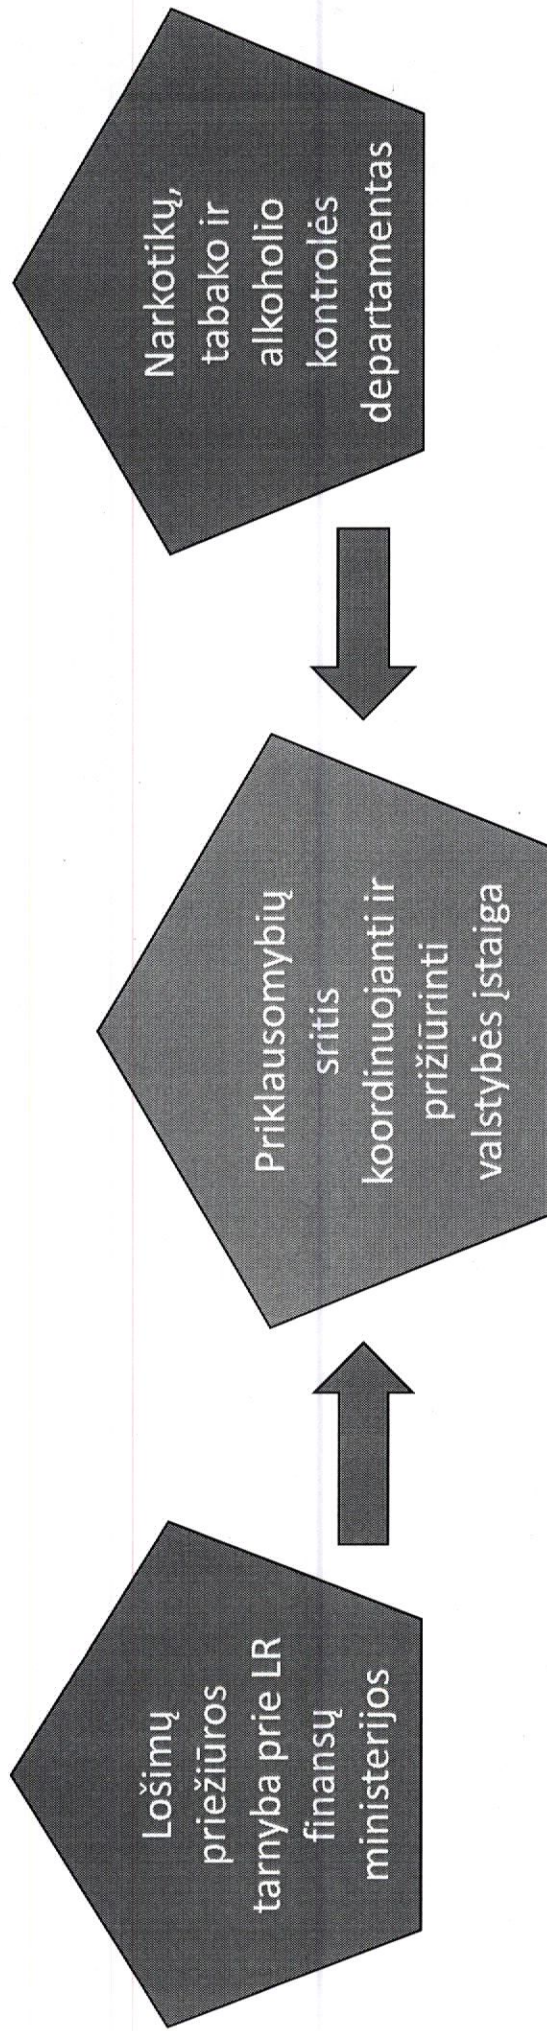 Lošimų
priežiūros
tarnyba prie LR
finansų
ministerijos
Priklausomybių
sritis
koordinuojanti ir
prižiūrinti
valstybės įstaiga
Narkotikų,
tabako ir
alkoholio
kontrolės
departamentas